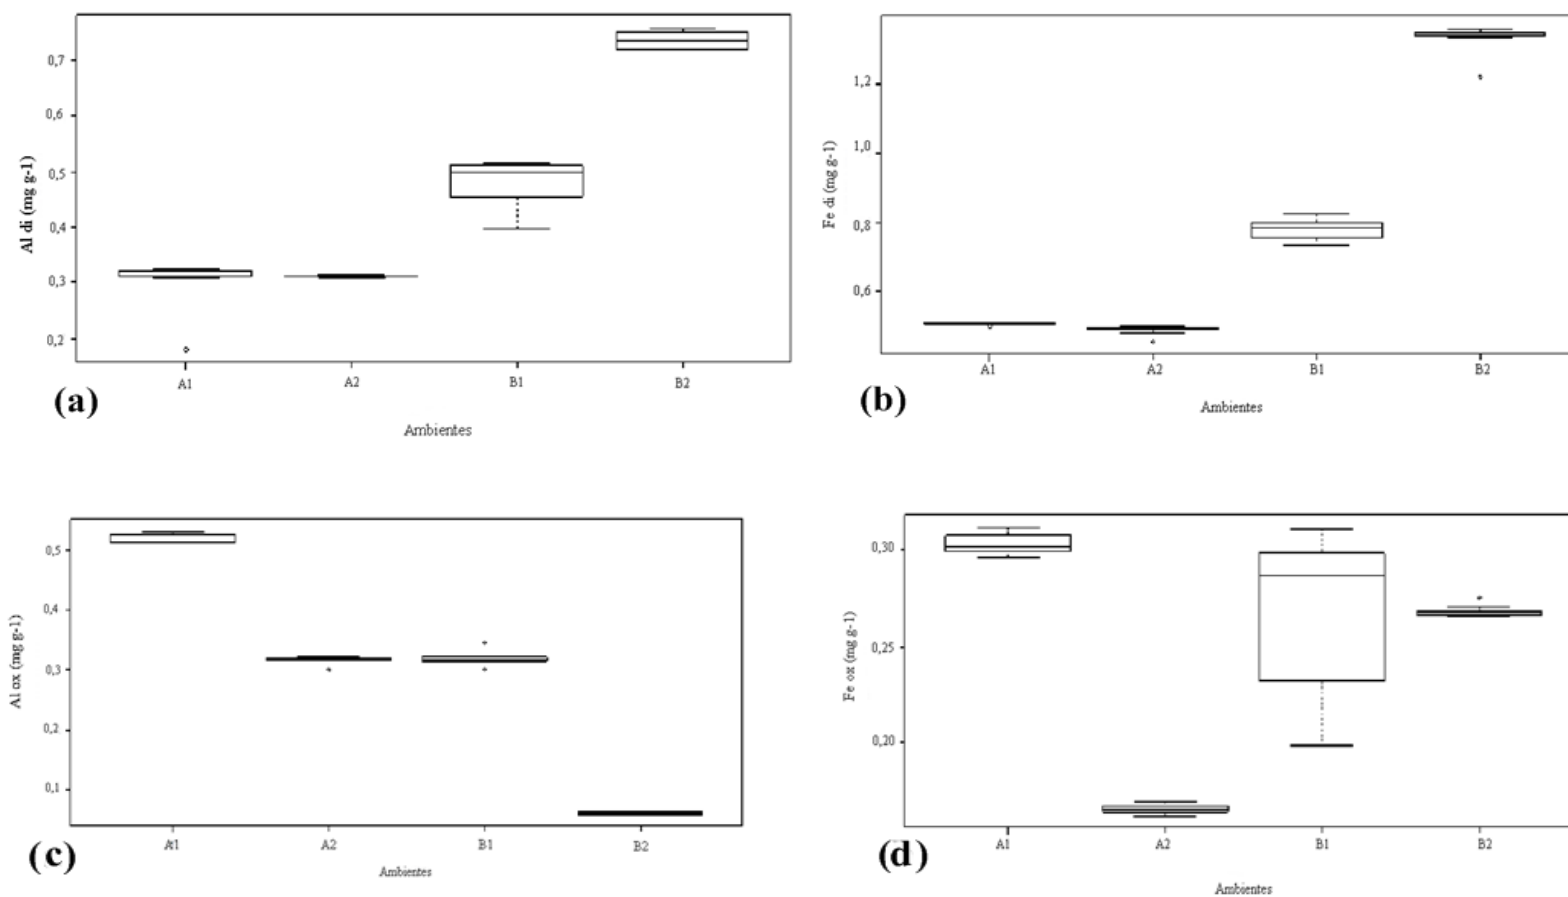 0,7
0,6
0,5
0,4
0,3
0,2
Al di (mg g-1)
A1
A2
B1
B2
(a)
Ambientes
1,2
1,0
0,8
0,6
Fe di (mg g-1)
A1
A2
B1
B2
(b)
Ambientes
0,5
0,4
0,3
0,2
0,1
Al ox (mg g-1)
A1
A2
B1
B2
(c)
Ambientes
0,30
0,25
0,20
Fe ox (mg g-1)
A1
A2
B1
B2
(d)
Ambientes